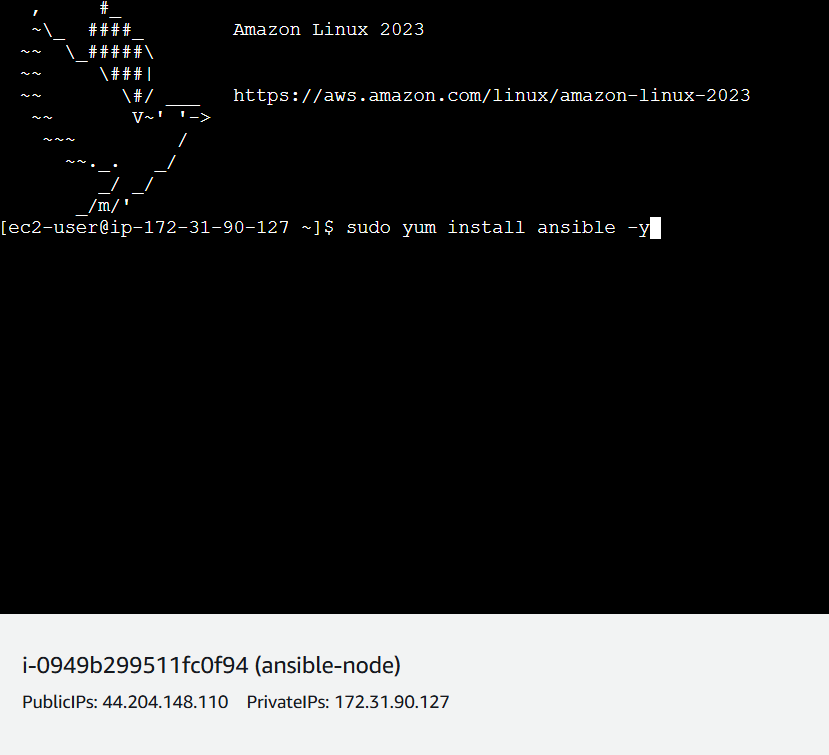 ,     #_
   ~\_  ####_        Amazon Linux 2023
  ~~  \_#####\
  ~~     \###|
  ~~       \#/ ___   https://aws.amazon.com/linux/amazon-linux-2023
   ~~       V~' '->
    ~~~         /
      ~~._.   _/
         _/ _/
       _/m/'
[ec2-user@ip-172-31-90-127 ~]$ sudo yum install ansible -y
i-0949b299511fc0f94 (ansible-node)
PublicIPs: 44.204.148.110    PrivateIPs: 172.31.90.127